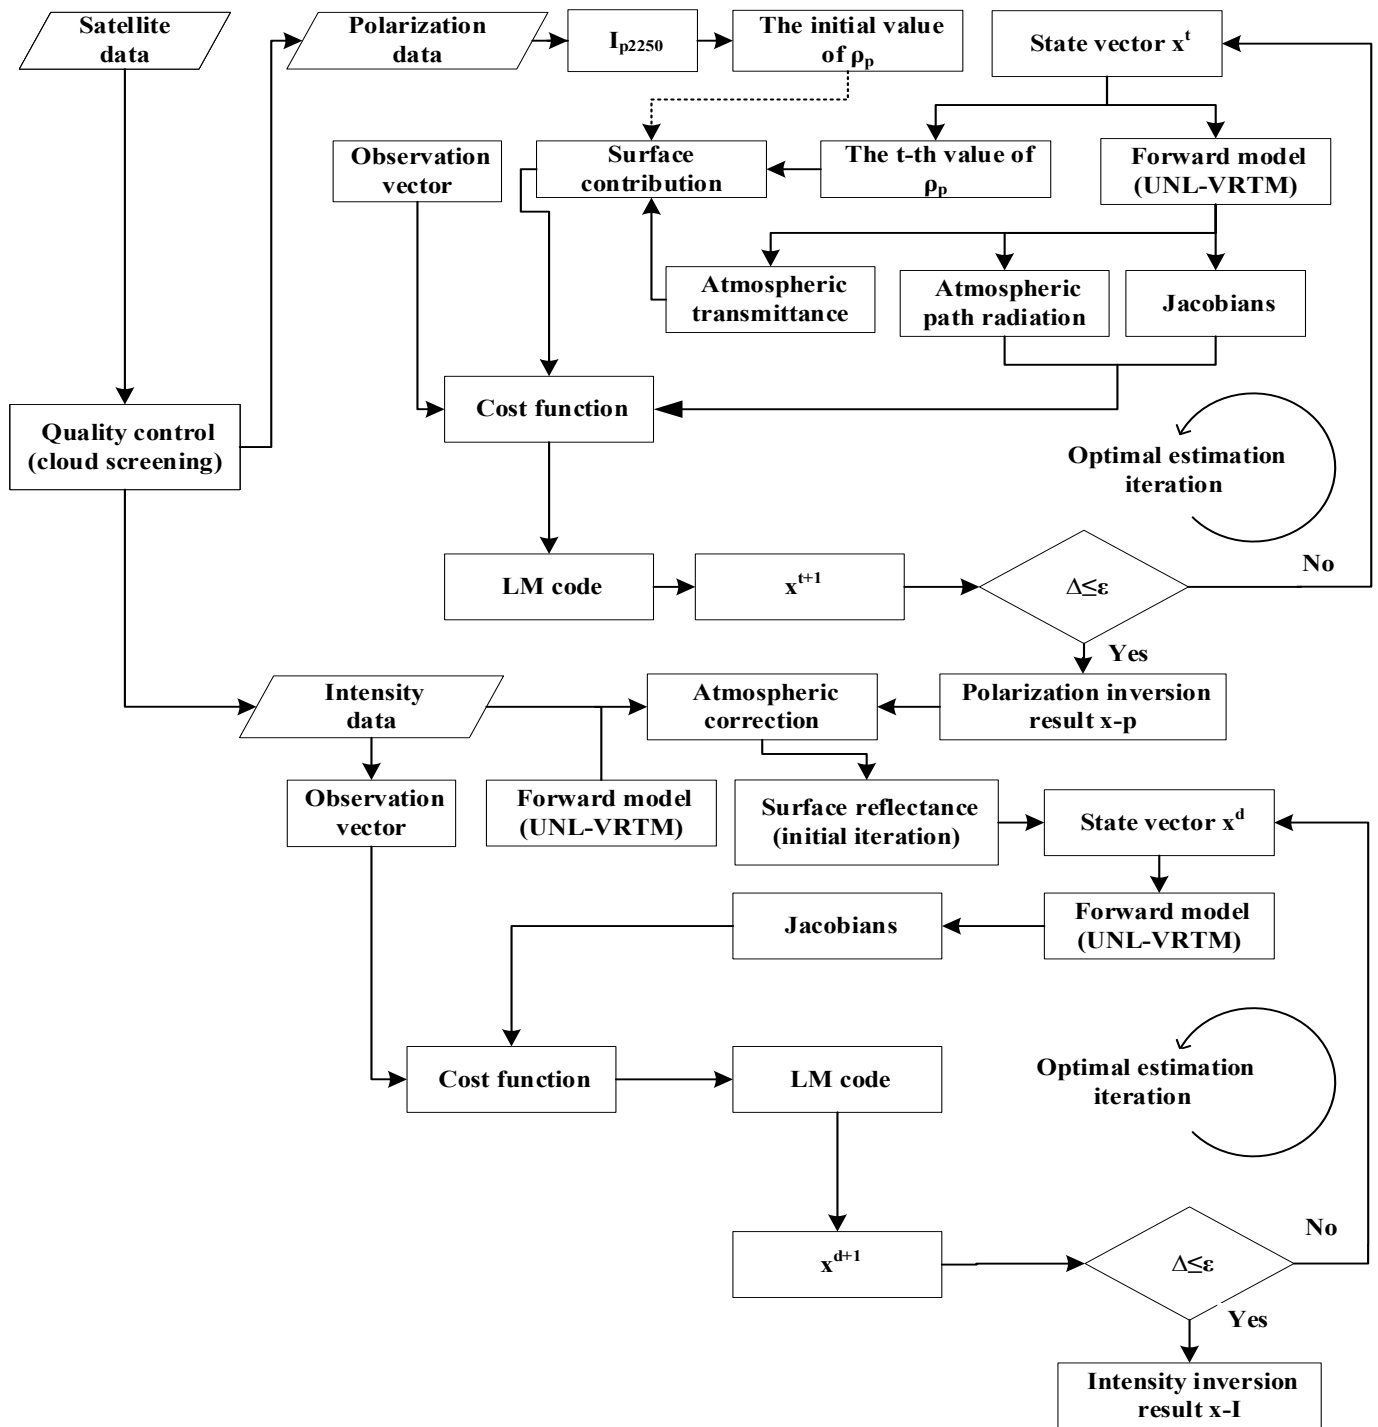 Satellite
data
Polarization
data
Ip2250
The initial value
of ρp
State vector xt
Observation
vector
Surface
contribution
The t-th value of
ρp
Forward model
(UNL-VRTM)
Atmospheric
transmittance
Atmospheric
path radiation
Jacobians
Cost function
Quality control
(cloud screening)
Optimal estimation
iteration
LM code
xt+1
Δ≤ε
No
Yes
Intensity
data
Atmospheric
correction
Polarization inversion
result x-p
Observation
vector
Forward model
(UNL-VRTM)
Surface reflectance
(initial iteration)
State vector xd
Jacobians
Forward model
(UNL-VRTM)
Cost function
LM code
Optimal estimation
iteration
xd+1
Δ≤ε
No
Yes
Intensity inversion
result x-I